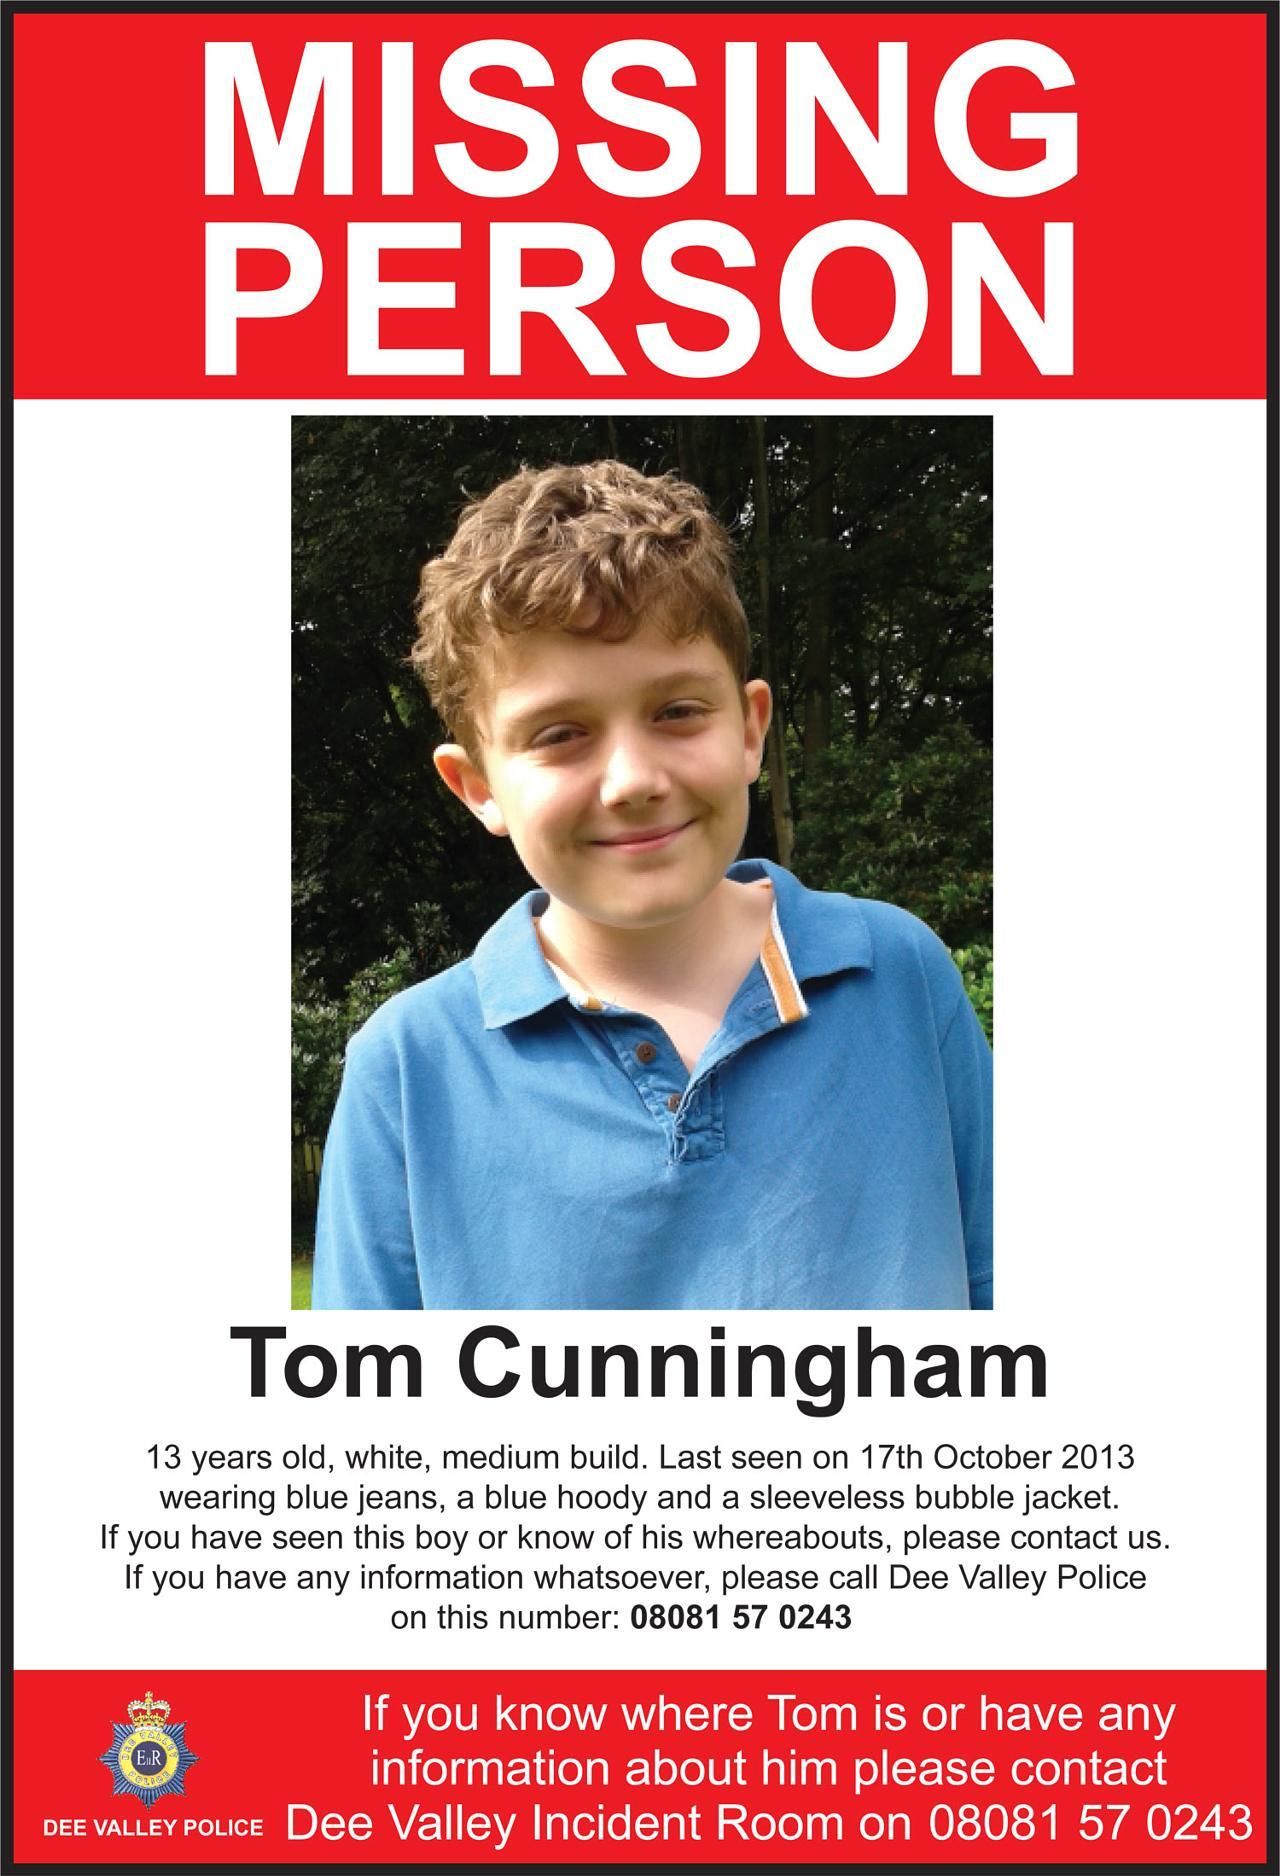 MISSING
PERSON
Tom Cunningham
13 years old, white, medium build. Last seen on 17th October 2013
wearing blue jeans, a blue hoody and a sleeveless bubble jacket.
If you have seen this boy or know of his whereabouts, please contact us.
If you have any information whatsoever, please call Dee Valley Police
on this number: 08081 57 0243
DEE VALLEY
EIIR
POLICE
DEE VALLEY POLICE
If you know where Tom is or have any
information about him please contact
Dee Valley Incident Room on 08081 57 0243